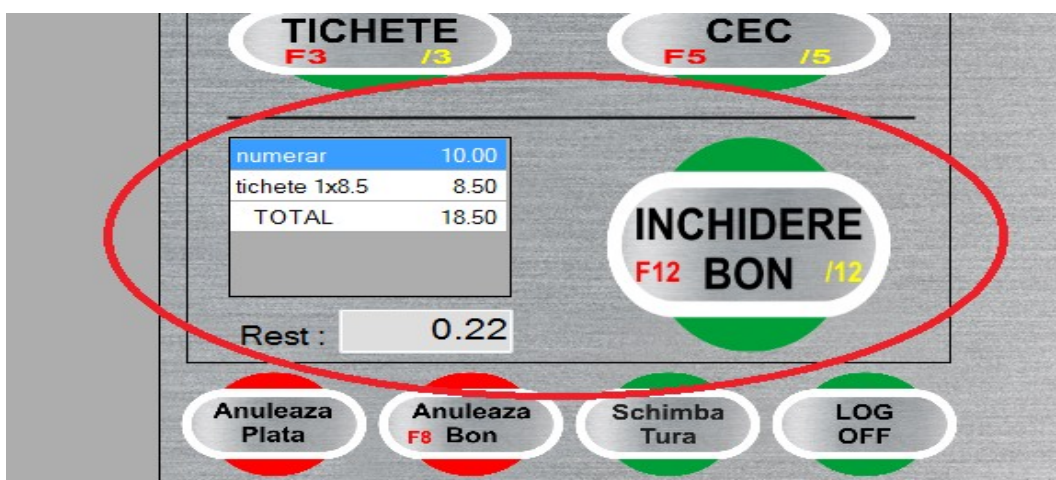 TICHETE
F3 /3
CEC
F5 /5
numerar 10.00
tichete 1x8.5 8.50
TOTAL 18.50
INCHIDERE
F12 BON /12
Rest : 0.22
Anuleaza
Plata
Anuleaza
F8 Bon
Schimba
Tura
LOG
OFF